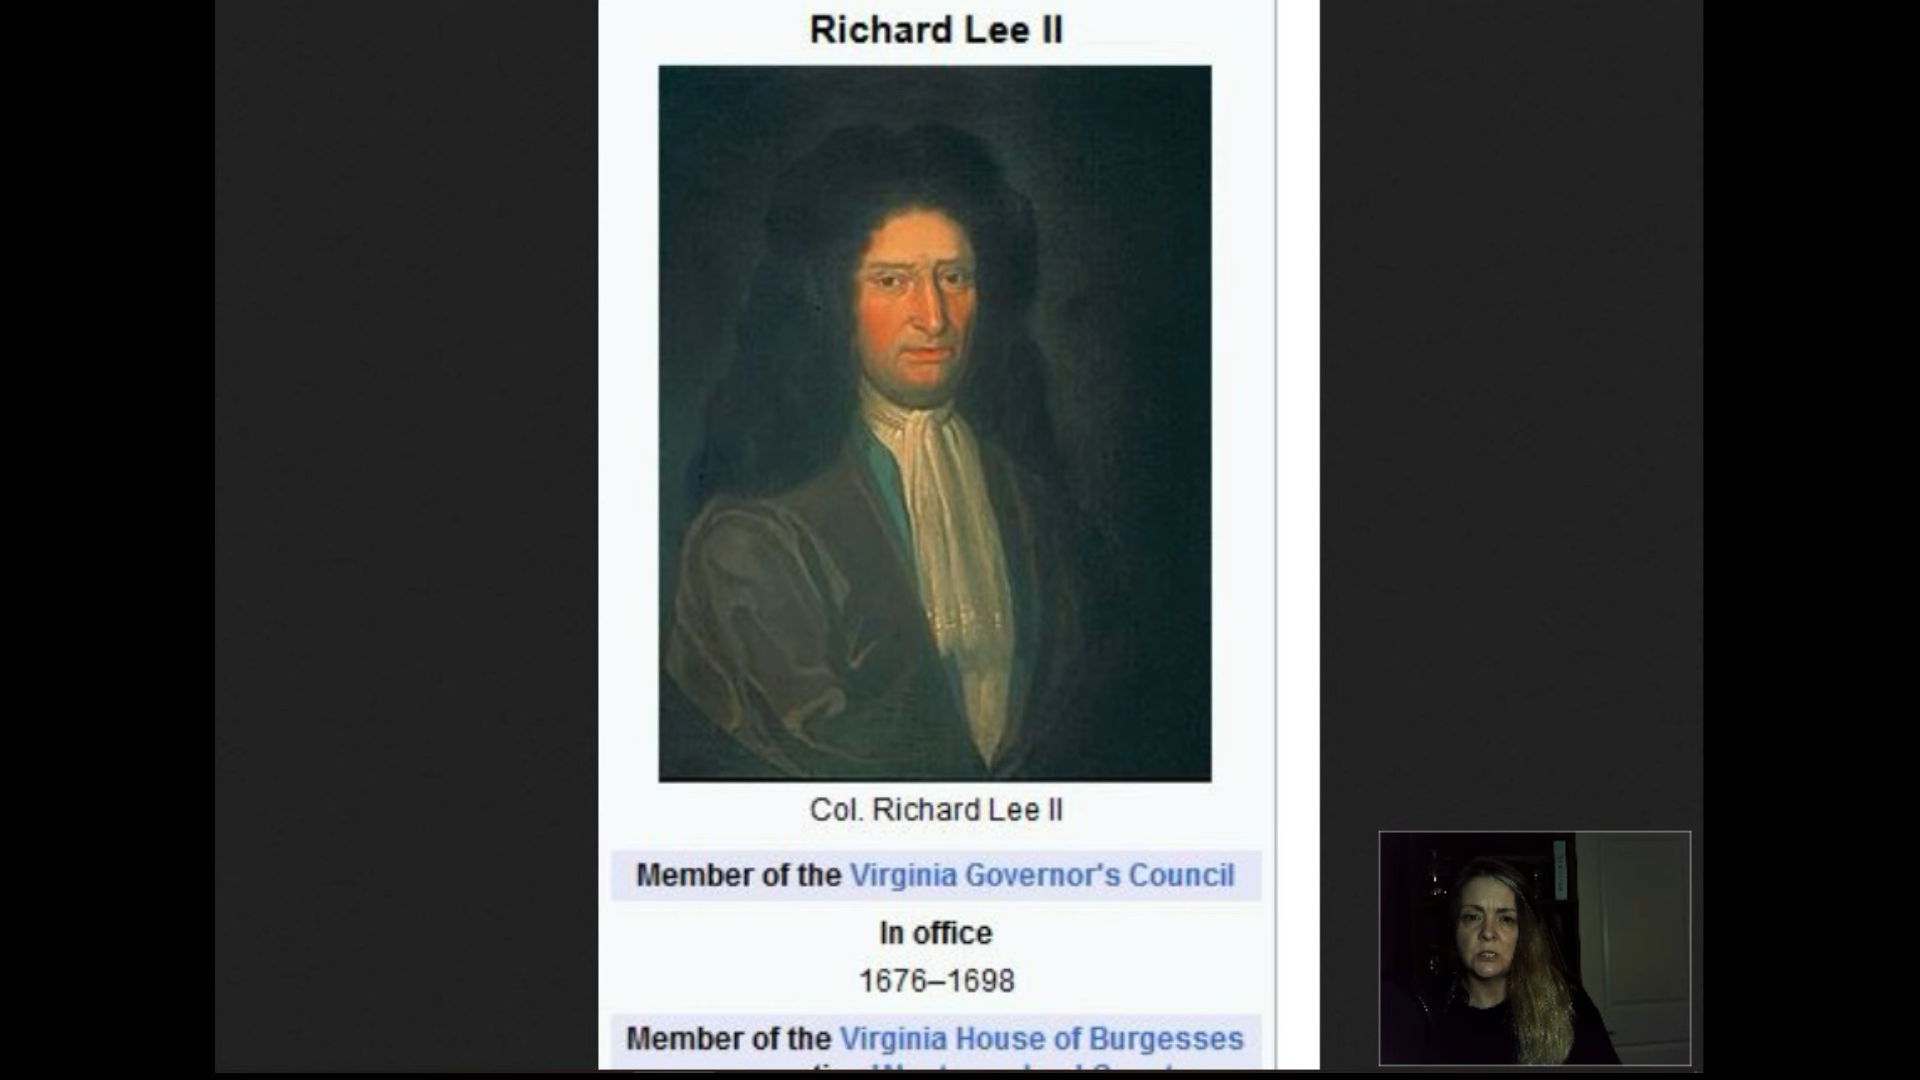 Richard Lee II
Col. Richard Lee II
Member of the Virginia Governor's Council
In office
1676–1698
Member of the Virginia House of Burgesses